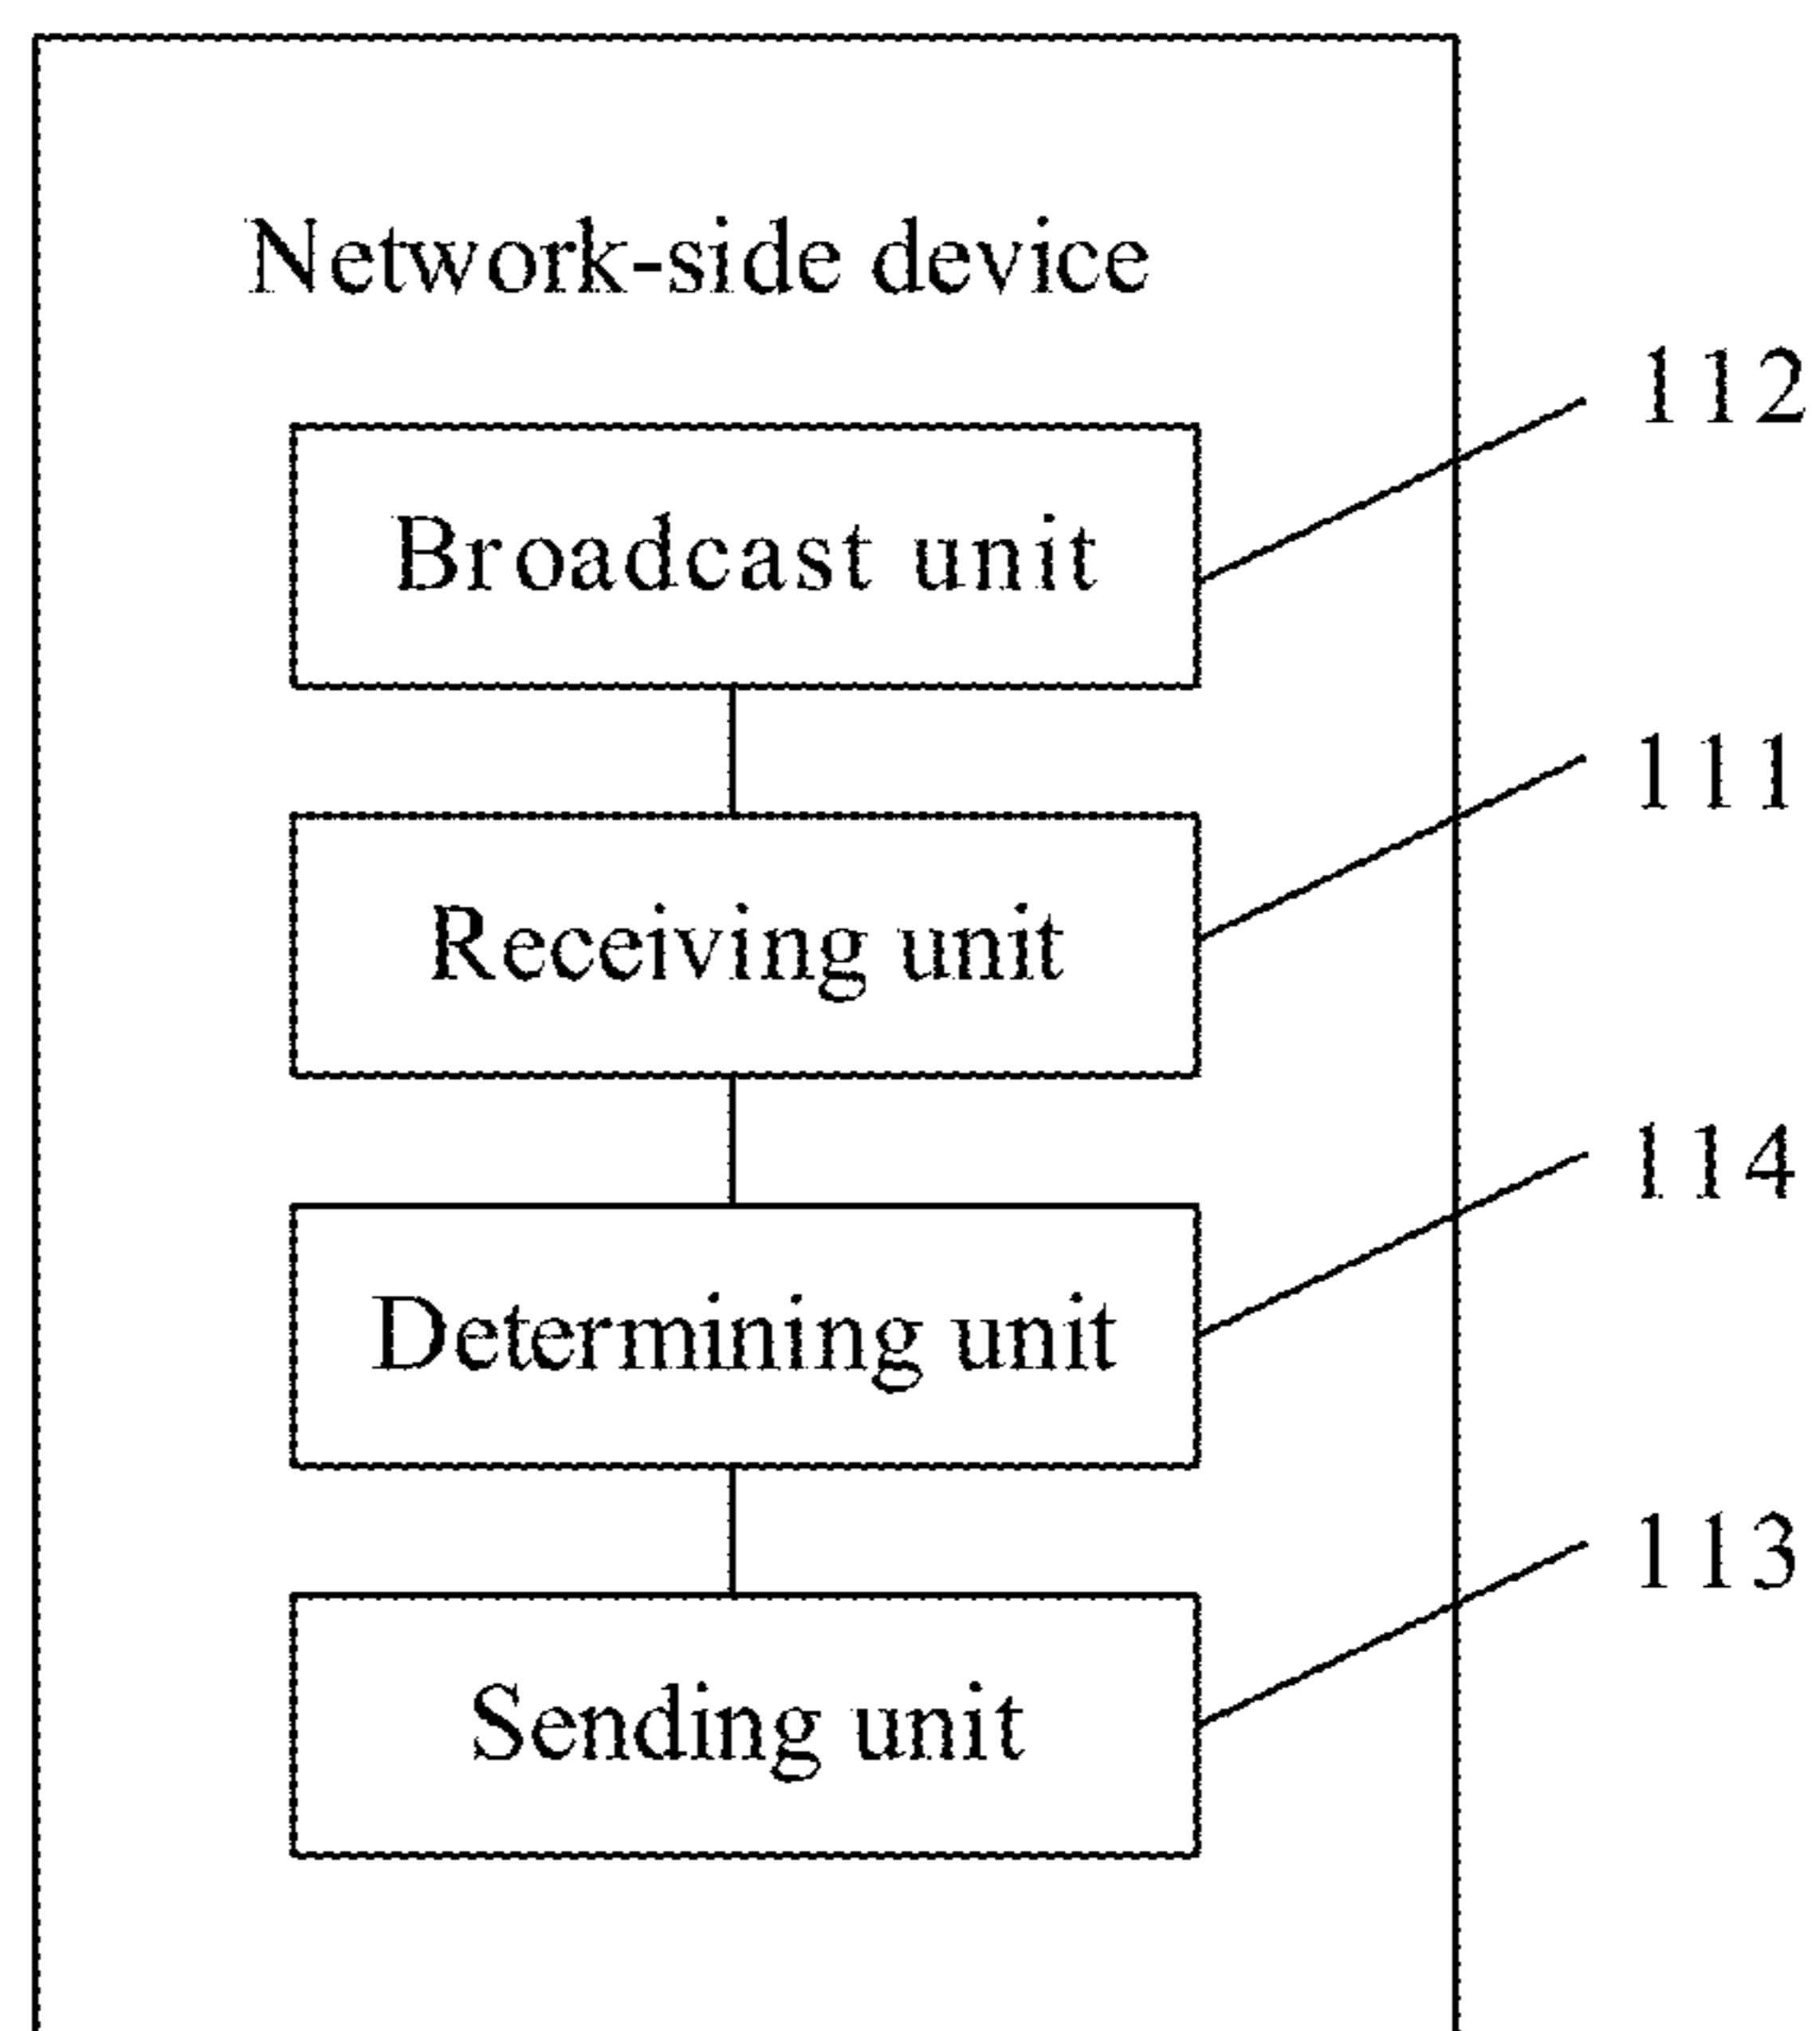 Network-side device
112
Broadcast unit
111
Receiving unit
114
Determining unit
113
Sending unit